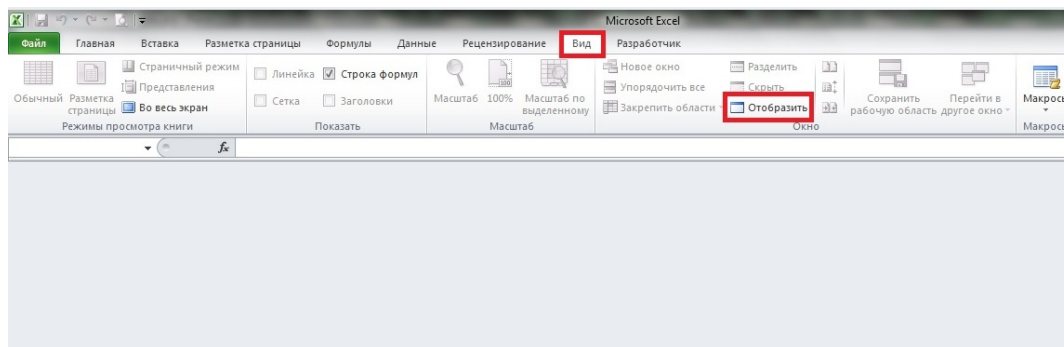 Microsoft Excel
Файл Главная Вставка Разметка страницы Формулы Данные Рецензирование Вид Разработчик
Обычный
Разметка страницы
Страничный режим
Представления
Во весь экран
Режимы просмотра книги
Линейка
Строка формул
Сетка
Заголовки
Показать
Масштаб
100%
Масштаб по выделенному
Масштаб
Новое окно
Упорядочить все
Закрепить области
Разделить
Скрыть
Отобразить
Сохранить рабочую область
Перейти в другое окно
Окно
Макросы
Макросы
fx